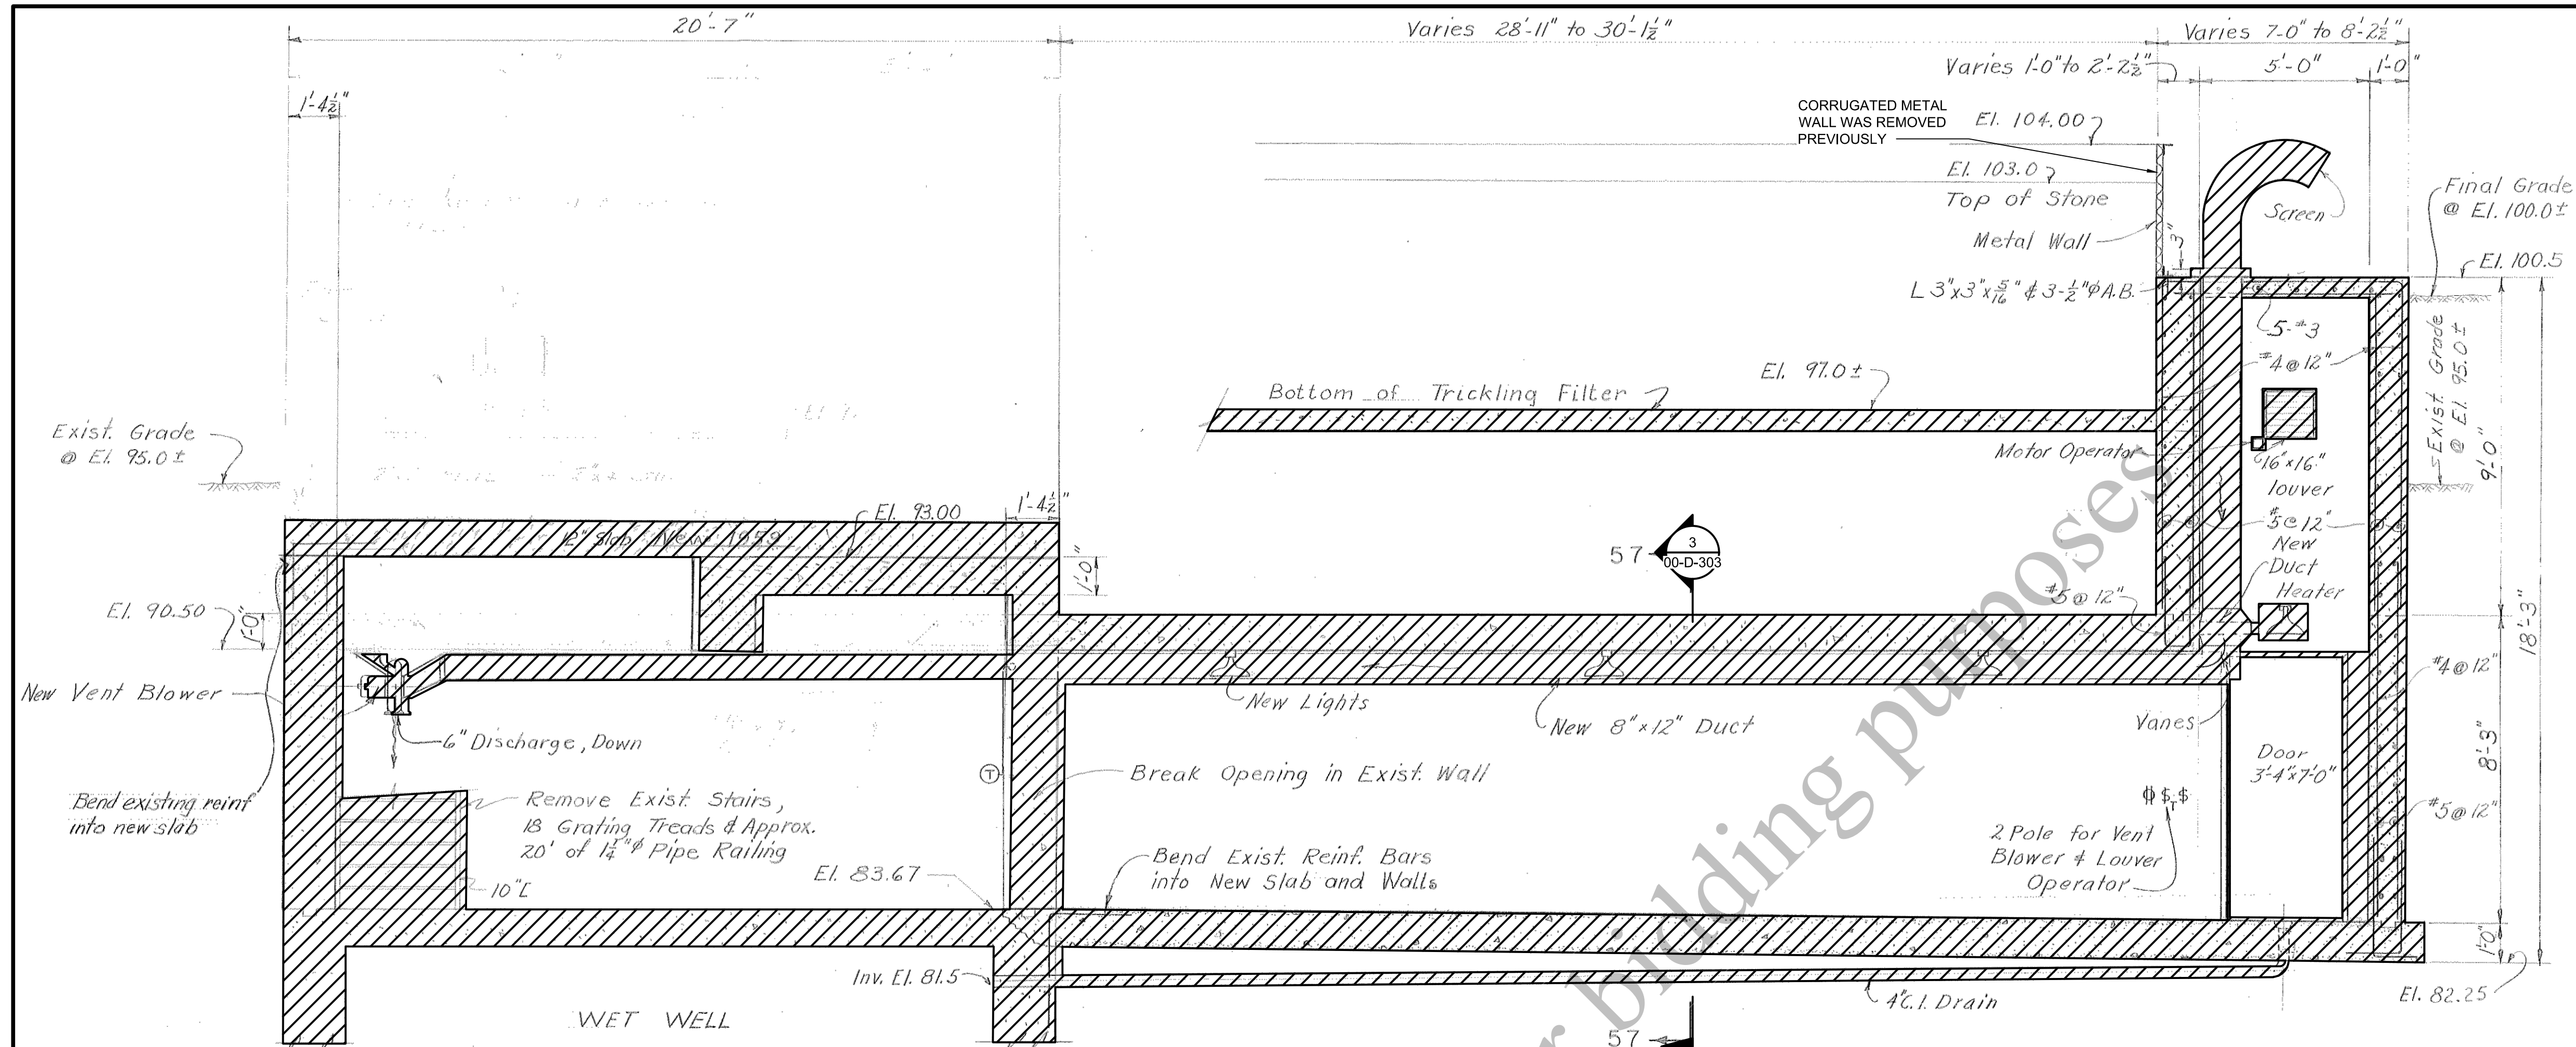 20'-7"
Varies 28'-11" to 30'-1½"
Varies 7-0" to 8'-2½"
Varies 1'-0" to 2'-2½"
5'-0"
1'-0"
1'-4½"
CORRUGATED METAL
WALL WAS REMOVED
PREVIOUSLY
El. 104.00
El. 103.0
Top of Stone
Metal Wall
3"
Screen
Final Grade
@ El. 100.0±
El. 100.5
L 3"x3"x5/16" & 3-½"φ A.B.
5-#3
#4@12"
Exist Grade
@ El. 95.0±
9'-0"
18'-3"
El. 97.0±
Bottom of Trickling Filter
Motor Operator
16"x16"
louver
#5@12"
New
Duct
Heater
Exist. Grade
@ El. 95.0±
1'-4½"
El. 93.00
12" Slab New 1959
1'-0"
57
3
00-D-303
#5@12"
El. 90.50
1'-0"
New Vent Blower
New Lights
New 8"x12" Duct
Vanes
#4@12"
8'-3"
6" Discharge, Down
T
Break Opening in Exist. Wall
Door
3'-4"x7'-0"
Bend existing reinf
into new slab
Remove Exist. Stairs,
18 Grating Treads & Approx.
20' of 1¼"φ Pipe Railing
10"[
El. 83.67
Bend Exist. Reinf. Bars
into New Slab and Walls
$ $
T
2 Pole for Vent
Blower & Louver
Operator
#5@12"
1'-0"
Inv. El. 81.5
4"C.I. Drain
El. 82.25
WET WELL
57
r bidding purposes